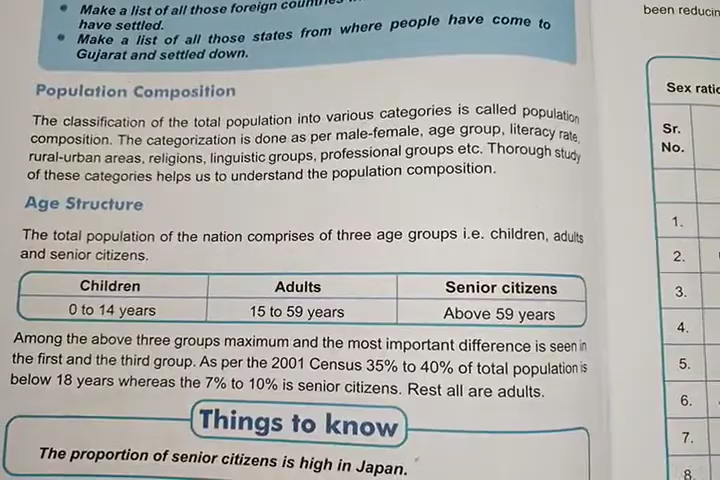 Make a list of all those foreign
have settled.
Make a list of all those states from where people have come to
Gujarat and settled down.
Population Composition
The classification of the total population into various categories is called population
composition. The categorization is done as per male-female, age group, literacy rate,
rural-urban areas, religions, linguistic groups, professional groups etc. Thorough study
of these categories helps us to understand the population composition.
Age Structure
The total population of the nation comprises of three age groups i.e. children, adults
and senior citizens.
Children Adults Senior citizens
0 to 14 years 15 to 59 years Above 59 years
Among the above three groups maximum and the most important difference is seen in
the first and the third group. As per the 2001 Census 35% to 40% of total population is
below 18 years whereas the 7% to 10% is senior citizens. Rest all are adults.
Things to know
The proportion of senior citizens is high in Japan.
been
Sex
Sr.
No.
1.
2.
3.
4.
5.
6.
7.
8.